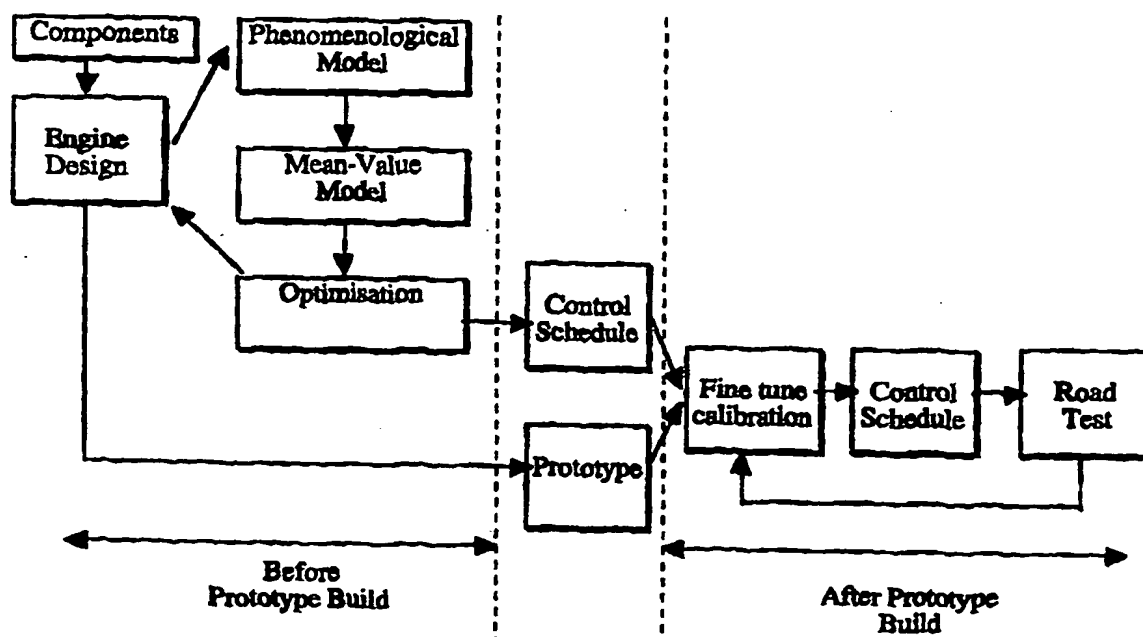 Components
Phenomenological
Model
Engine
Design
Mean-Value
Model
Optimisation
Control
Schedule
Prototype
Fine tune
calibration
Control
Schedule
Road
Test
Before
Prototype Build
After Prototype
Build